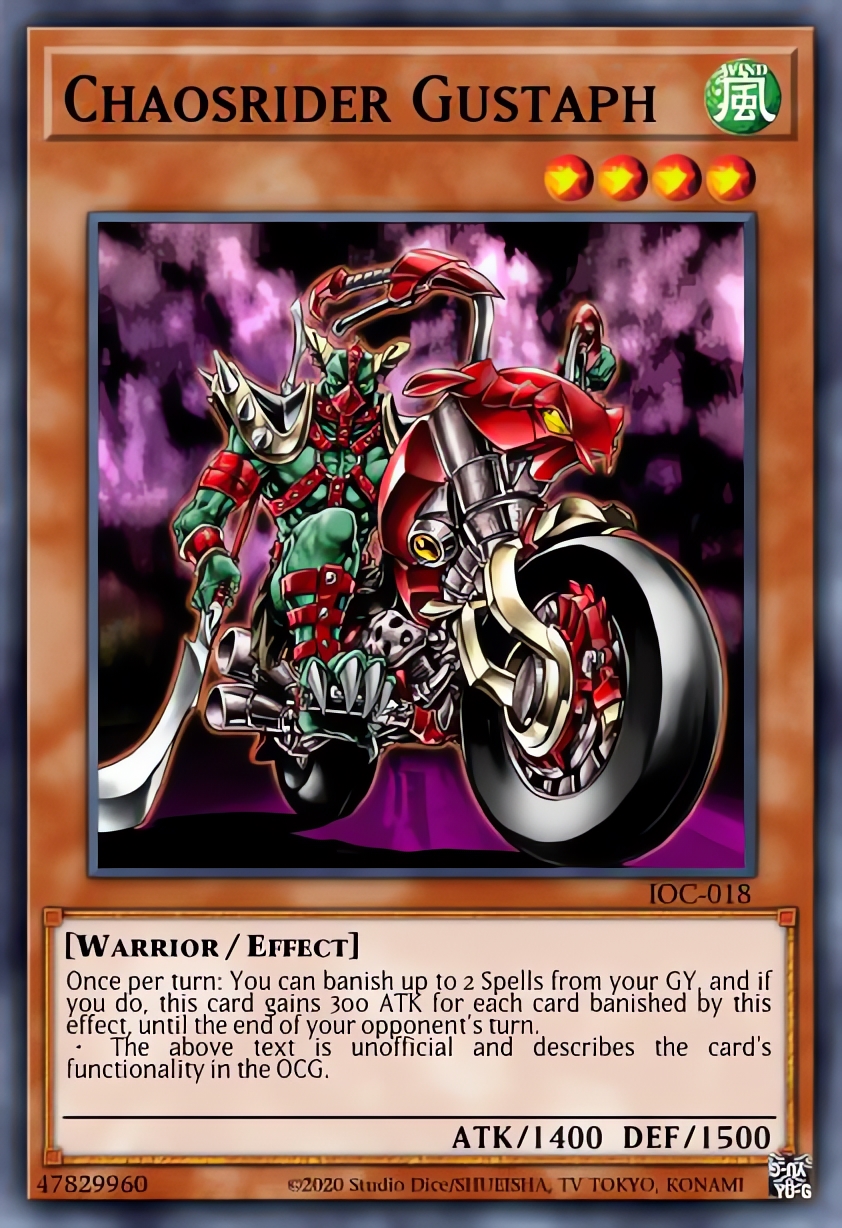 Chaosrider Gustaph
WIND
風
IOC-018
[Warrior / Effect]
Once per turn: You can banish up to 2 Spells from your GY, and if
you do, this card gains 300 ATK for each card banished by this
effect, until the end of your opponent's turn.
· The above text is unofficial and describes the card's
functionality in the OCG.
ATK/1400 DEF/1500
47829960
©2020 Studio Dice/SHUEISHA, TV TOKYO, KONAMI